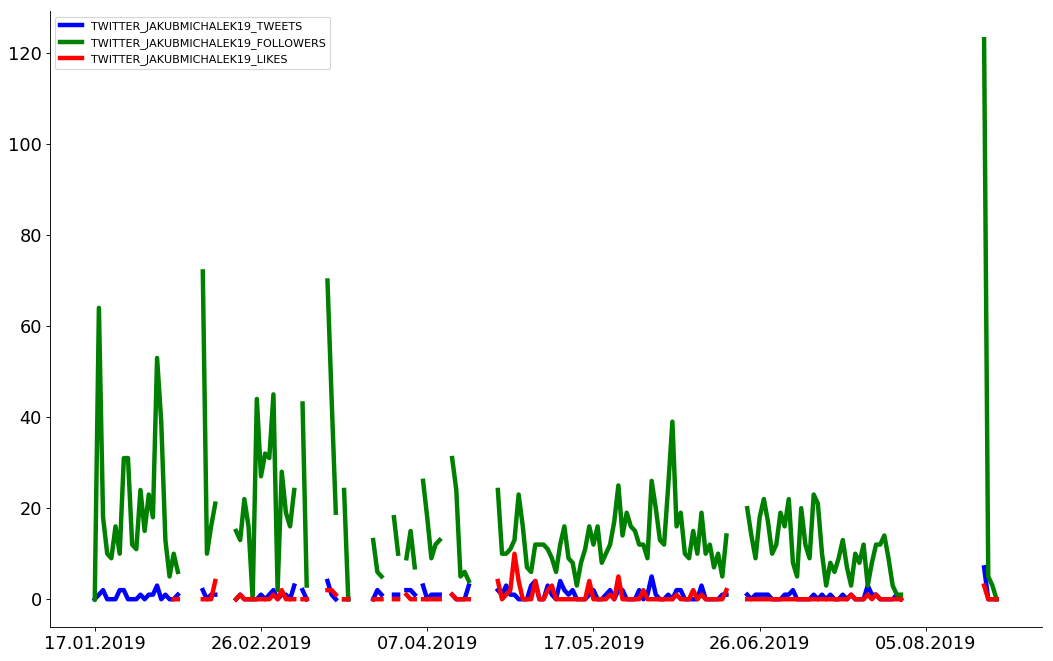 TWITTER_JAKUBMICHALEK19_TWEETS
TWITTER_JAKUBMICHALEK19_FOLLOWERS
TWITTER_JAKUBMICHALEK19_LIKES
120
100
80
60
40
20
0
17.01.2019 26.02.2019 07.04.2019 17.05.2019 26.06.2019 05.08.2019